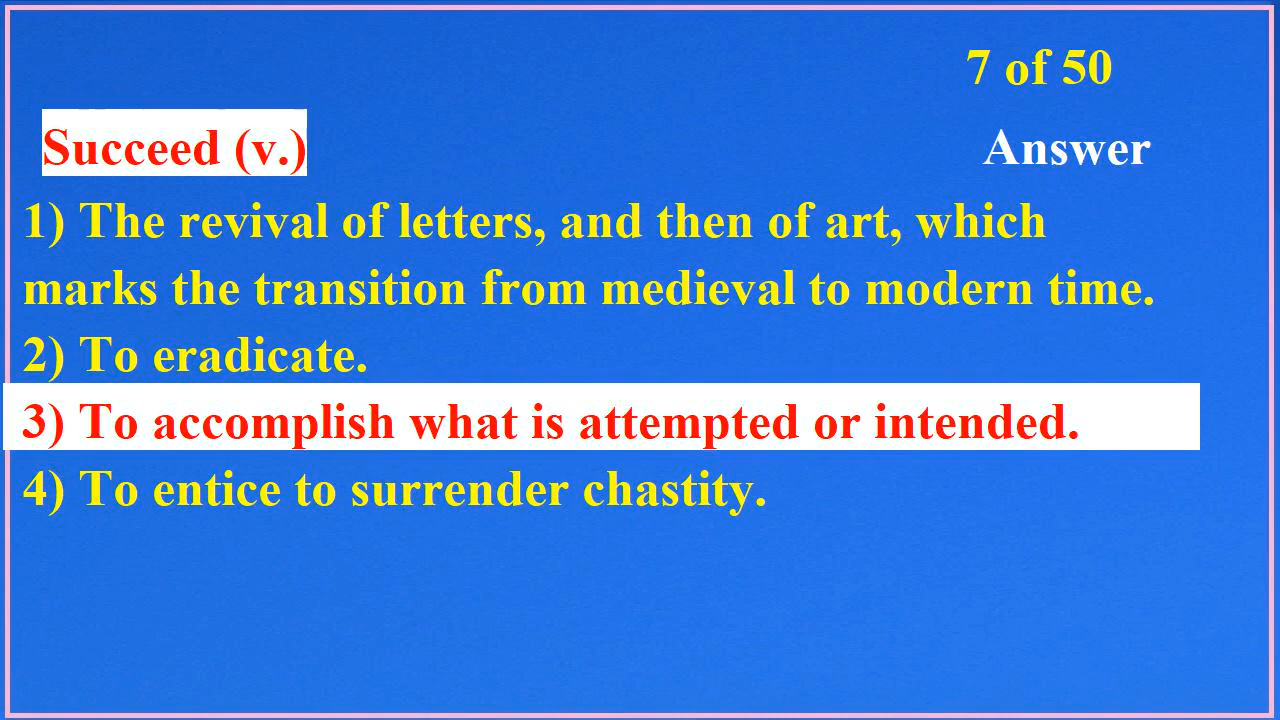 7 of 50
Succeed (v.)
Answer
1) The revival of letters, and then of art, which
marks the transition from medieval to modern time.
2) To eradicate.
3) To accomplish what is attempted or intended.
4) To entice to surrender chastity.